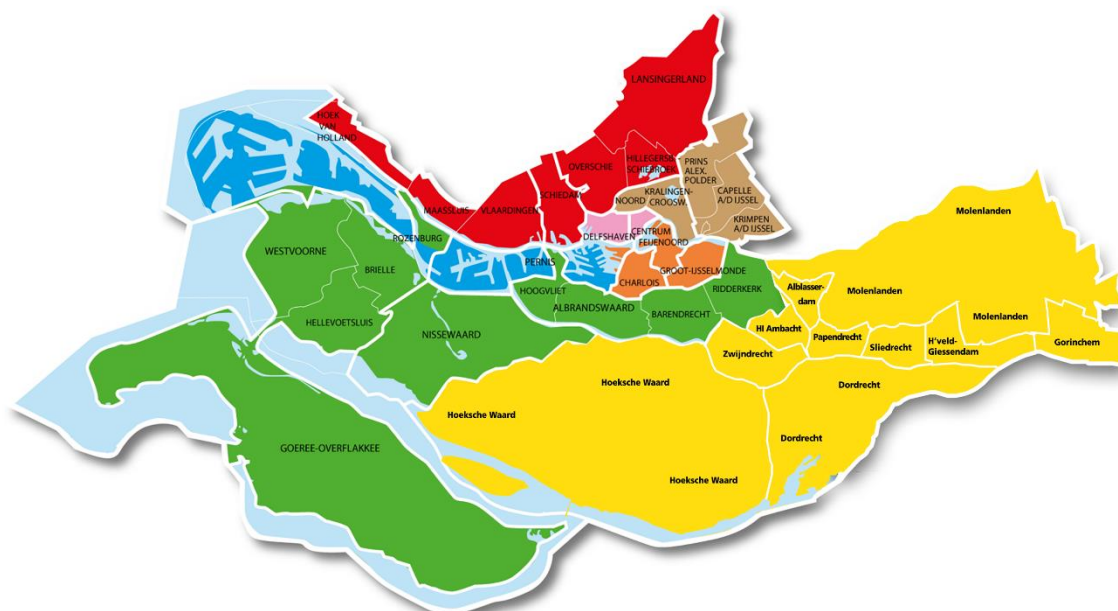 LANSINGERLAND
HOEK
VAN
HOLLAND
OVERSCHIE
HILLEGERSB.
SCHIEBROEK
PRINS
ALEX.
POLDER
SCHIEDAM
NOORD
KRALINGEN-
CROOSW.
CAPELLE
A/D IJSSEL
MAASSLUIS
VLAARDINGEN
KRIMPEN
A/D IJSSEL
Molenlanden
ROZENBURG
DELFSHAVEN
CENTRUM
FEIJENOORD
WESTVOORNE
BRIELLE
PERNIS
GROOT-IJSSELMONDE
CHARLOIS
HOOGVLIET
RIDDERKERK
Alblasser-
dam
Molenlanden
ALBRANDSWAARD
BARENDRECHT
HELLEVOETSLUIS
NISSEWAARD
HI Ambacht
Papendrecht
Molenlanden
Sliedrecht
H'veld-
Giessendam
Gorinchem
Zwijndrecht
Hoeksche Waard
Dordrecht
Hoeksche Waard
GOEREE-OVERFLAKKEE
Dordrecht
Hoeksche Waard